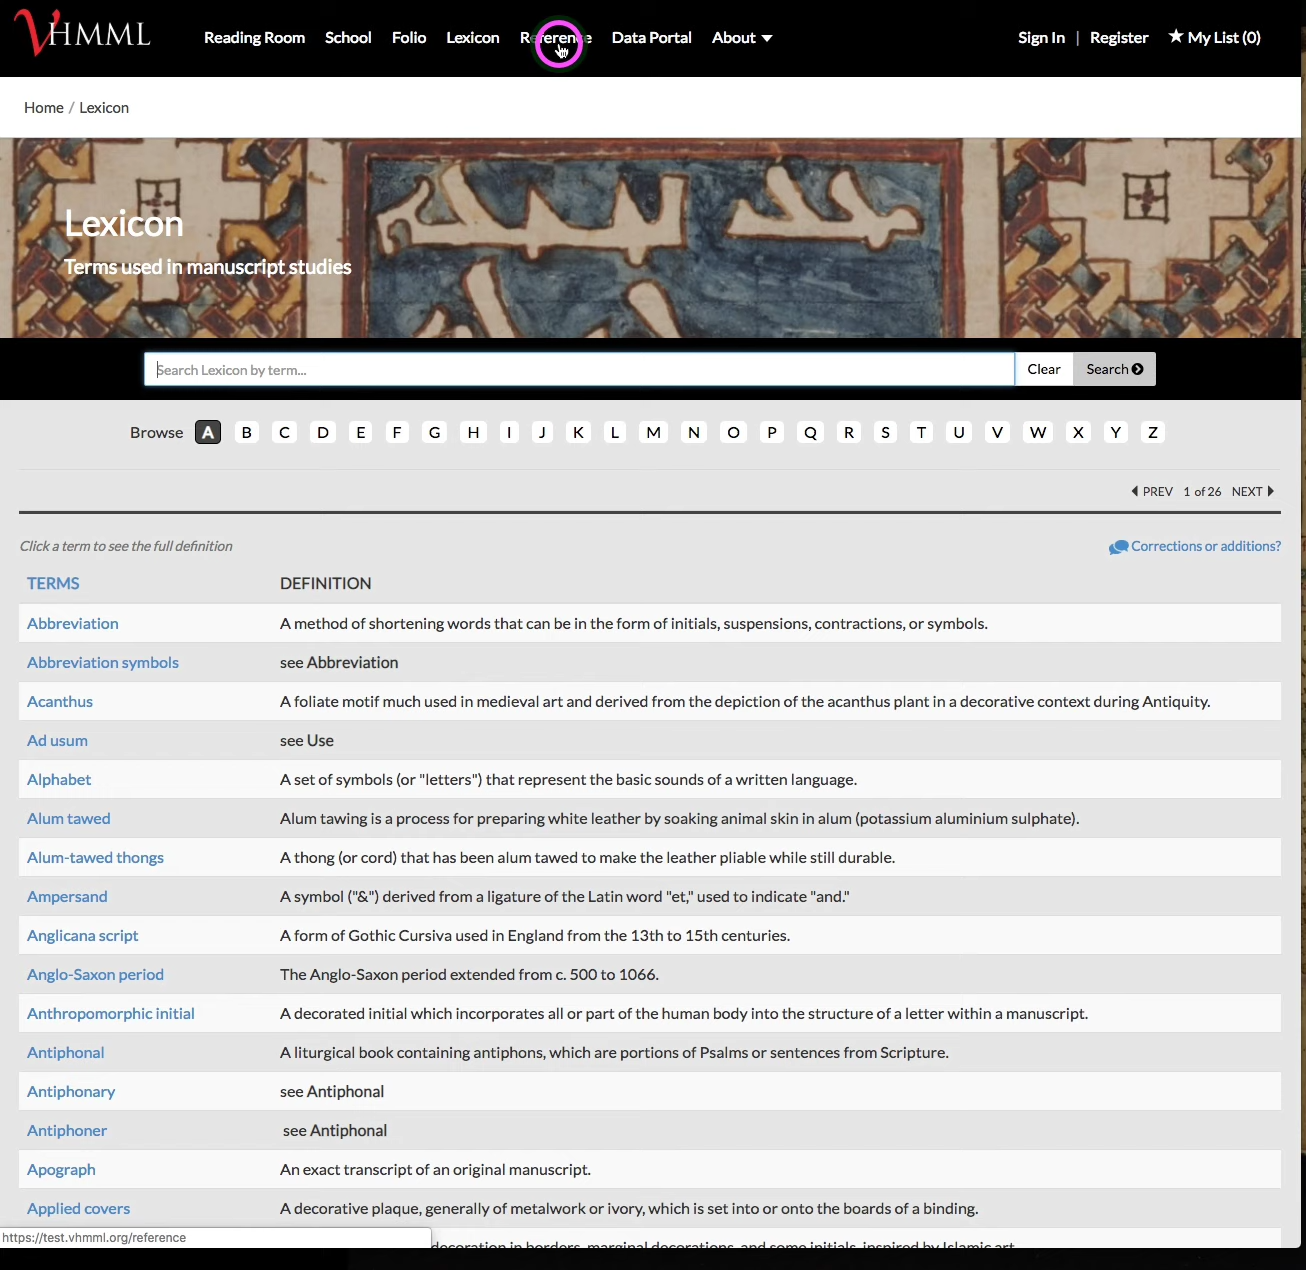 VHMML
Reading Room School Folio Lexicon Reference Data Portal About
Sign In | Register ★ My List (0)
Home / Lexicon
Lexicon
Terms used in manuscript studies
Search Lexicon by term...
Clear
Search
Browse A B C D E F G H I J K L M N O P Q R S T U V W X Y Z
PREV 1 of 26 NEXT
Click a term to see the full definition
Corrections or additions?
TERMS DEFINITION
Abbreviation A method of shortening words that can be in the form of initials, suspensions, contractions, or symbols.
Abbreviation symbols see Abbreviation
Acanthus A foliate motif much used in medieval art and derived from the depiction of the acanthus plant in a decorative context during Antiquity.
Ad usum see Use
Alphabet A set of symbols (or "letters") that represent the basic sounds of a written language.
Alum tawed Alum tawing is a process for preparing white leather by soaking animal skin in alum (potassium aluminium sulphate).
Alum-tawed thongs A thong (or cord) that has been alum tawed to make the leather pliable while still durable.
Ampersand A symbol ("&") derived from a ligature of the Latin word "et," used to indicate "and."
Anglicana script A form of Gothic Cursiva used in England from the 13th to 15th centuries.
Anglo-Saxon period The Anglo-Saxon period extended from c. 500 to 1066.
Anthropomorphic initial A decorated initial which incorporates all or part of the human body into the structure of a letter within a manuscript.
Antiphonal A liturgical book containing antiphons, which are portions of Psalms or sentences from Scripture.
Antiphonary see Antiphonal
Antiphoner see Antiphonal
Apograph An exact transcript of an original manuscript.
Applied covers A decorative plaque, generally of metalwork or ivory, which is set into or onto the boards of a binding.
decoration in borders, marginal decorations, and some initials, inspired by Islamic art
https://test.vhmml.org/reference